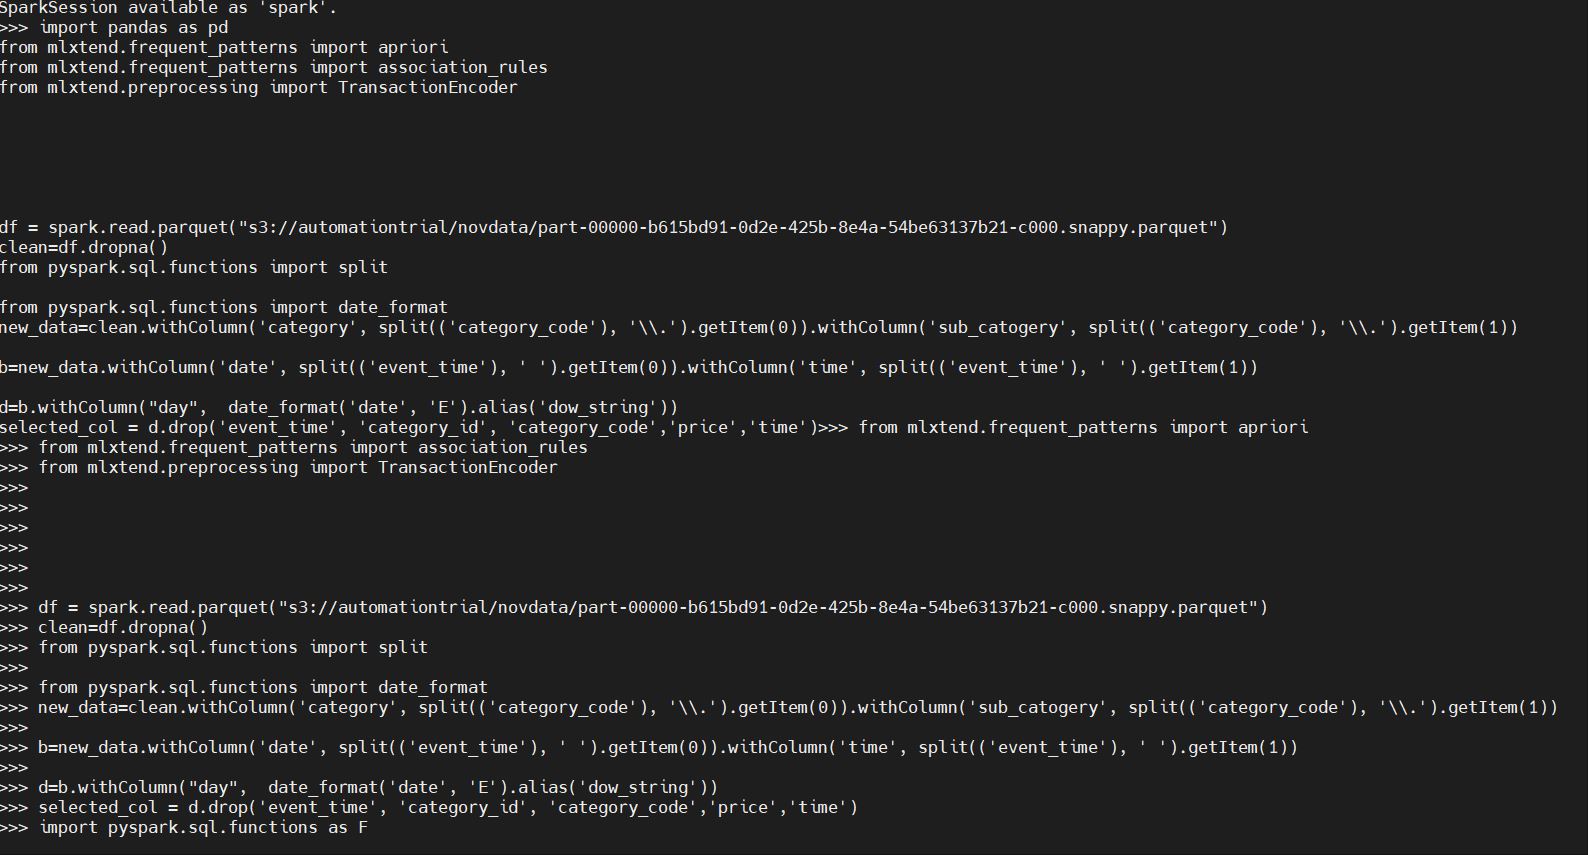 SparkSession available as 'spark'.
>>> import pandas as pd
from mlxtend.frequent_patterns import apriori
from mlxtend.frequent_patterns import association_rules
from mlxtend.preprocessing import TransactionEncoder
df = spark.read.parquet("s3://automationtrial/novdata/part-00000-b615bd91-0d2e-425b-8e4a-54be63137b21-c000.snappy.parquet")
clean=df.dropna()
from pyspark.sql.functions import split
from pyspark.sql.functions import date_format
new_data=clean.withColumn('category', split(('category_code'), '\\.').getItem(0)).withColumn('sub_catogery', split(('category_code'), '\\.').getItem(1))
b=new_data.withColumn('date', split(('event_time'), ' ').getItem(0)).withColumn('time', split(('event_time'), ' ').getItem(1))
d=b.withColumn("day",  date_format('date', 'E').alias('dow_string'))
selected_col = d.drop('event_time', 'category_id', 'category_code','price','time')>>> from mlxtend.frequent_patterns import apriori
>>> from mlxtend.frequent_patterns import association_rules
>>> from mlxtend.preprocessing import TransactionEncoder
>>>
>>>
>>>
>>>
>>>
>>>
>>> df = spark.read.parquet("s3://automationtrial/novdata/part-00000-b615bd91-0d2e-425b-8e4a-54be63137b21-c000.snappy.parquet")
>>> clean=df.dropna()
>>> from pyspark.sql.functions import split
>>>
>>> from pyspark.sql.functions import date_format
>>> new_data=clean.withColumn('category', split(('category_code'), '\\.').getItem(0)).withColumn('sub_catogery', split(('category_code'), '\\.').getItem(1))
>>>
>>> b=new_data.withColumn('date', split(('event_time'), ' ').getItem(0)).withColumn('time', split(('event_time'), ' ').getItem(1))
>>>
>>> d=b.withColumn("day",  date_format('date', 'E').alias('dow_string'))
>>> selected_col = d.drop('event_time', 'category_id', 'category_code','price','time')
>>> import pyspark.sql.functions as F